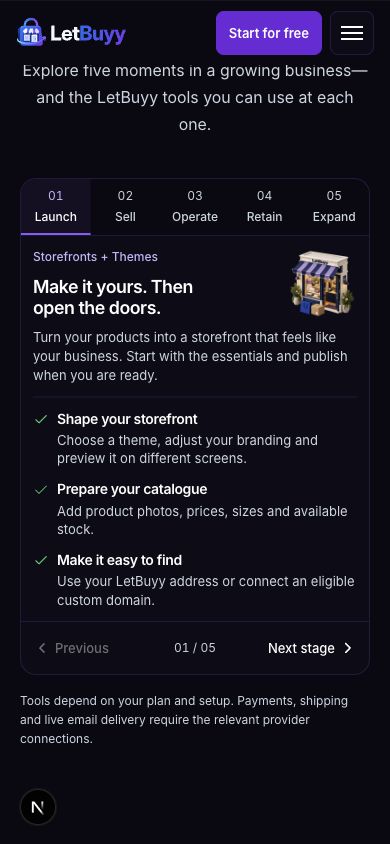 LetBuyy
Start for free
Explore five moments in a growing business—
and the LetBuyy tools you can use at each
one.
01
Launch
02
Sell
03
Operate
04
Retain
05
Expand
Storefronts + Themes
Make it yours. Then
open the doors.
Turn your products into a storefront that feels like
your business. Start with the essentials and publish
when you are ready.
Shape your storefront
Choose a theme, adjust your branding and
preview it on different screens.
Prepare your catalogue
Add product photos, prices, sizes and available
stock.
Make it easy to find
Use your LetBuyy address or connect an eligible
custom domain.
Previous
01 / 05
Next stage
Tools depend on your plan and setup. Payments, shipping
and live email delivery require the relevant provider
connections.
N